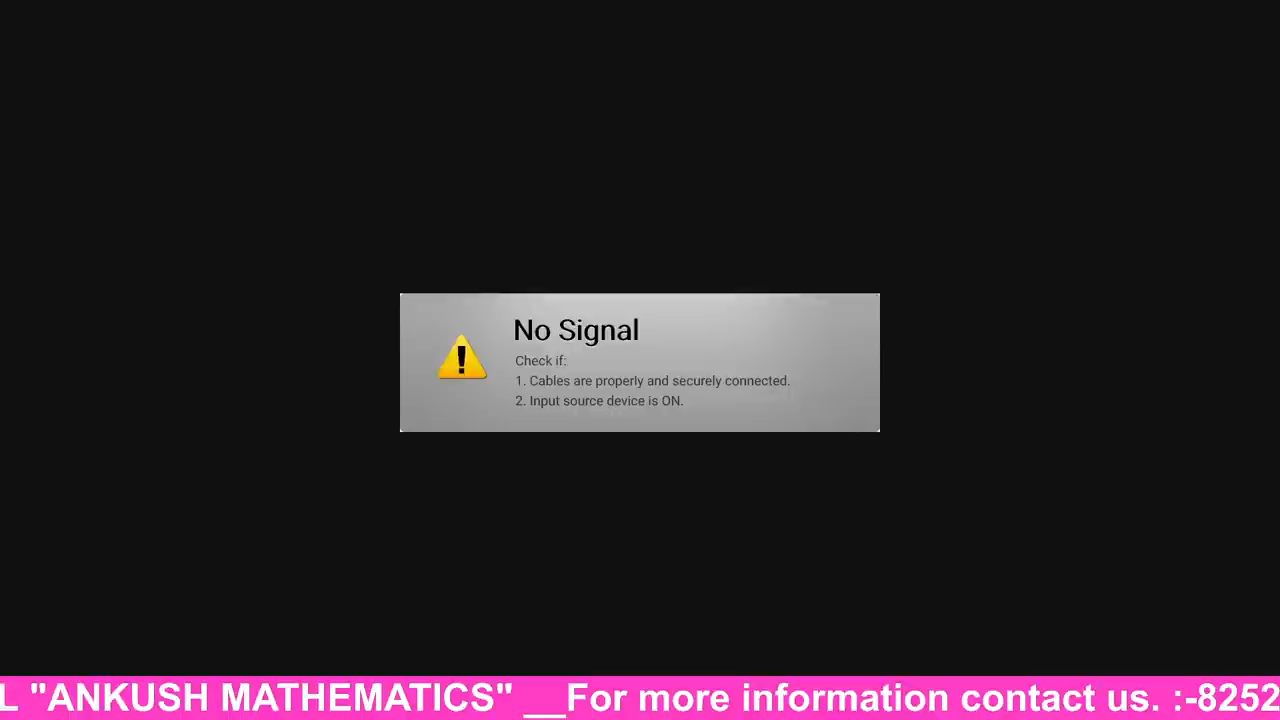 No Signal
Check if:
1. Cables are properly and securely connected.
2. Input source device is ON.
L "ANKUSH MATHEMATICS" __For more information contact us. :-8252